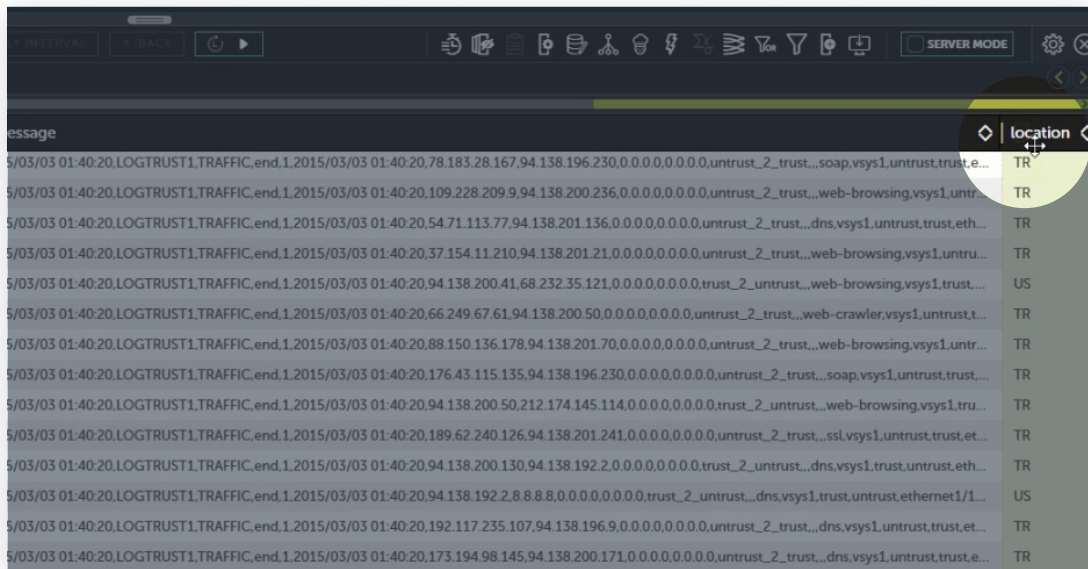 INTERVAL
BACK
OR
SERVER MODE
essage location
5/03/03 01:40:20,LOGTRUST1,TRAFFIC,end,1,2015/03/03 01:40:20,78.183.28.167,94.138.196.230,0.0.0.0,0.0.0.0,untrust_2_trust,,,soap,vsys1,untrust,trust,e... TR
5/03/03 01:40:20,LOGTRUST1,TRAFFIC,end,1,2015/03/03 01:40:20,109.228.209.9,94.138.200.236,0.0.0.0,0.0.0.0,untrust_2_trust,,,web-browsing,vsys1,untr... TR
5/03/03 01:40:20,LOGTRUST1,TRAFFIC,end,1,2015/03/03 01:40:20,54.71.113.77,94.138.201.136,0.0.0.0,0.0.0.0,untrust_2_trust,,,dns,vsys1,untrust,trust,eth... TR
5/03/03 01:40:20,LOGTRUST1,TRAFFIC,end,1,2015/03/03 01:40:20,37.154.11.210,94.138.201.21,0.0.0.0,0.0.0.0,untrust_2_trust,,,web-browsing,vsys1,untru... TR
5/03/03 01:40:20,LOGTRUST1,TRAFFIC,end,1,2015/03/03 01:40:20,94.138.200.41,68.232.35.121,0.0.0.0,0.0.0.0,trust_2_untrust,,,web-browsing,vsys1,trust,... US
5/03/03 01:40:20,LOGTRUST1,TRAFFIC,end,1,2015/03/03 01:40:20,66.249.67.61,94.138.200.50,0.0.0.0,0.0.0.0,untrust_2_trust,,,web-crawler,vsys1,untrust,t... TR
5/03/03 01:40:20,LOGTRUST1,TRAFFIC,end,1,2015/03/03 01:40:20,88.150.136.178,94.138.201.70,0.0.0.0,0.0.0.0,untrust_2_trust,,,web-browsing,vsys1,untr... TR
5/03/03 01:40:20,LOGTRUST1,TRAFFIC,end,1,2015/03/03 01:40:20,176.43.115.135,94.138.196.230,0.0.0.0,0.0.0.0,untrust_2_trust,,,soap,vsys1,untrust,trust,... TR
5/03/03 01:40:20,LOGTRUST1,TRAFFIC,end,1,2015/03/03 01:40:20,94.138.200.50,212.174.145.114,0.0.0.0,0.0.0.0,trust_2_untrust,,,web-browsing,vsys1,tru... TR
5/03/03 01:40:20,LOGTRUST1,TRAFFIC,end,1,2015/03/03 01:40:20,189.62.240.126,94.138.201.241,0.0.0.0,0.0.0.0,untrust_2_trust,,,ssl,vsys1,untrust,trust,et... TR
5/03/03 01:40:20,LOGTRUST1,TRAFFIC,end,1,2015/03/03 01:40:20,94.138.200.130,94.138.192.2,0.0.0.0,0.0.0.0,trust_2_untrust,,,dns,vsys1,trust,untrust,eth... TR
5/03/03 01:40:20,LOGTRUST1,TRAFFIC,end,1,2015/03/03 01:40:20,94.138.192.2,8.8.8.8,0.0.0.0,0.0.0.0,trust_2_untrust,,,dns,vsys1,trust,untrust,ethernet1/1... US
5/03/03 01:40:20,LOGTRUST1,TRAFFIC,end,1,2015/03/03 01:40:20,192.117.235.107,94.138.196.9,0.0.0.0,0.0.0.0,untrust_2_trust,,,dns,vsys1,untrust,trust,et... TR
5/03/03 01:40:20,LOGTRUST1,TRAFFIC,end,1,2015/03/03 01:40:20,173.194.98.145,94.138.200.171,0.0.0.0,0.0.0.0,untrust_2_trust,,,dns,vsys1,untrust,trust,e... TR